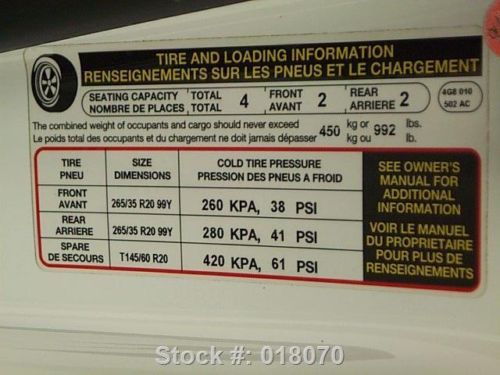 TIRE AND LOADING INFORMATION
RENSEIGNEMENTS SUR LES PNEUS ET LE CHARGEMENT
SEATING CAPACITY TOTAL 4 FRONT 2 REAR 2
NOMBRE DE PLACES TOTAL AVANT ARRIERE
4G8 010
502 AC
The combined weight of occupants and cargo should never exceed 450 kg or 992 lbs.
Le poids total des occupants et du chargement ne doit jamais dépasser kg ou lb.
TIRE SIZE COLD TIRE PRESSURE
PNEU DIMENSIONS PRESSION DES PNEUS A FROID
FRONT
AVANT 265/35 R20 99Y 260 KPA, 38 PSI
REAR
ARRIERE 265/35 R20 99Y 280 KPA, 41 PSI
SPARE
DE SECOURS T145/60 R20 420 KPA, 61 PSI
SEE OWNER'S
MANUAL FOR
ADDITIONAL
INFORMATION
VOIR LE MANUEL
DU PROPRIETAIRE
POUR PLUS DE
RENSEIGNEMENTS
Stock #: 018070